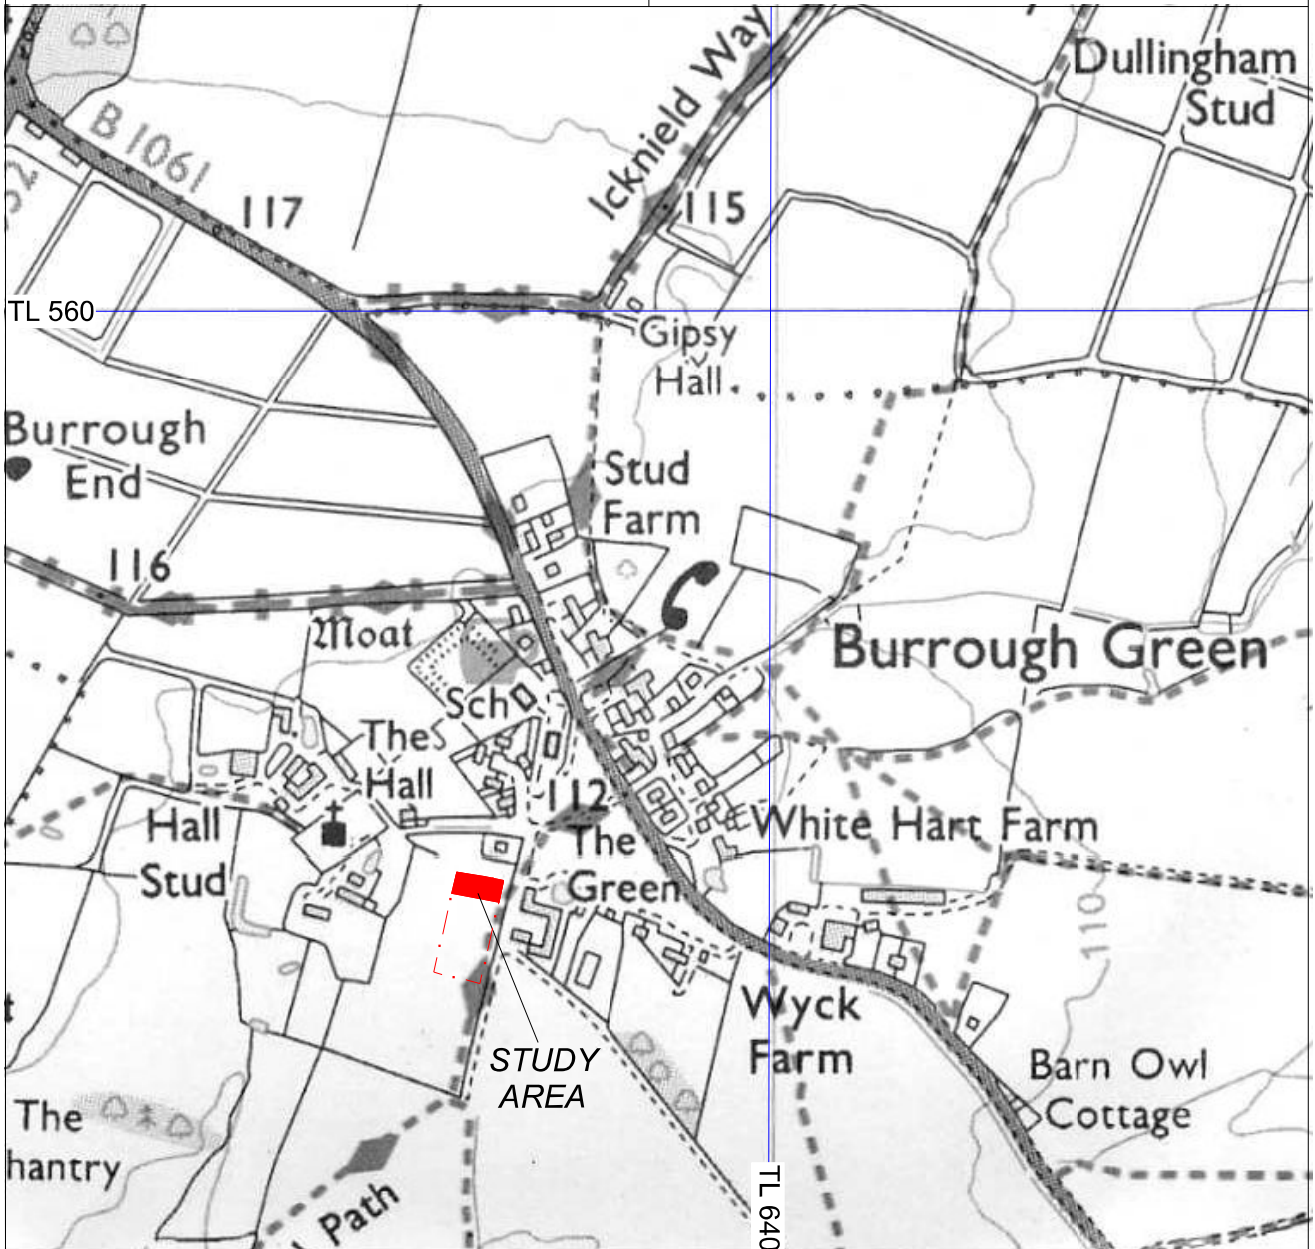 Dullingham
Stud
Icknield Way
B 1061
117
115
TL 560
Gipsy
Hall
Burrough
End
Stud
Farm
116
Moat
Burrough Green
Sch
The
Hall
112
Hall
Stud
The
Green
White Hart Farm
110
Wyck
Farm
STUDY
AREA
Barn Owl
Cottage
The
hantry
Path
TL 640